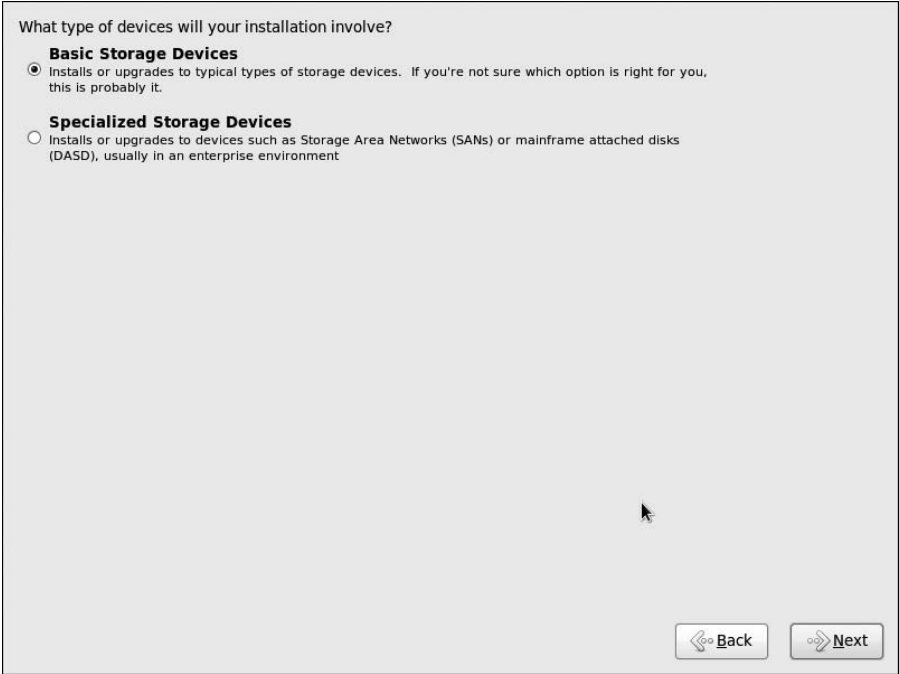 What type of devices will your installation involve?
Basic Storage Devices
Installs or upgrades to typical types of storage devices.  If you're not sure which option is right for you,
this is probably it.
Specialized Storage Devices
Installs or upgrades to devices such as Storage Area Networks (SANs) or mainframe attached disks
(DASD), usually in an enterprise environment
Back
Next